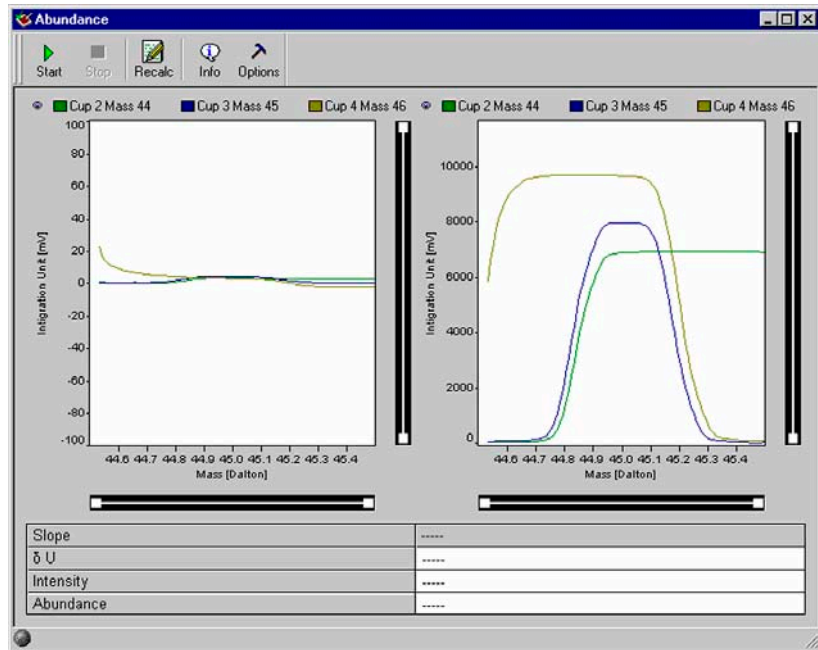 Abundance
Start Stop Recalc Info Options
Cup 2 Mass 44 Cup 3 Mass 45 Cup 4 Mass 46
100
80
60
40
20
0
-20
-40
-60
-80
-100
Intigration Unit [mV]
44.6 44.7 44.8 44.9 45.0 45.1 45.2 45.3 45.4
Mass [Dalton]
Cup 2 Mass 44 Cup 3 Mass 45 Cup 4 Mass 46
10000
8000
6000
4000
2000
0
Intigration Unit [mV]
44.6 44.7 44.8 44.9 45.0 45.1 45.2 45.3 45.4
Mass [Dalton]
Slope -----
δ U -----
Intensity -----
Abundance -----